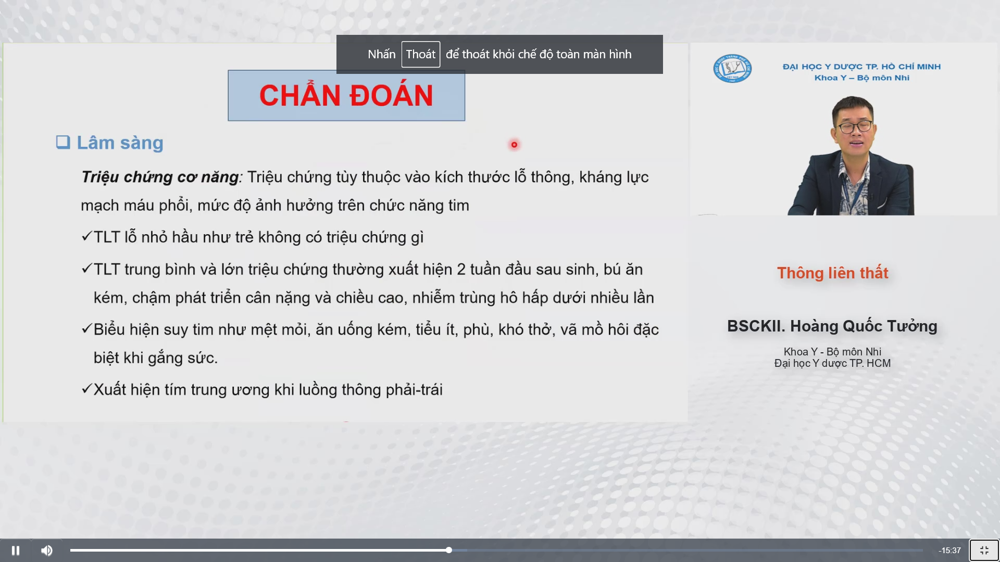 Nhấn Thoát để thoát khỏi chế độ toàn màn hình
CHẨN ĐOÁN
Lâm sàng
Triệu chứng cơ năng: Triệu chứng tùy thuộc vào kích thước lỗ thông, kháng lực
mạch máu phổi, mức độ ảnh hưởng trên chức năng tim
✓TLT lỗ nhỏ hầu như trẻ không có triệu chứng gì
✓TLT trung bình và lớn triệu chứng thường xuất hiện 2 tuần đầu sau sinh, bú ăn
kém, chậm phát triển cân nặng và chiều cao, nhiễm trùng hô hấp dưới nhiều lần
✓Biểu hiện suy tim như mệt mỏi, ăn uống kém, tiểu ít, phù, khó thở, vã mồ hôi đặc
biệt khi gắng sức.
✓Xuất hiện tím trung ương khi luồng thông phải-trái
ĐẠI HỌC Y DƯỢC TP. HỒ CHÍ MINH
Khoa Y – Bộ môn Nhi
Thông liên thất
BSCKII. Hoàng Quốc Tưởng
Khoa Y - Bộ môn Nhi
Đại học Y dược TP. HCM
-15:37